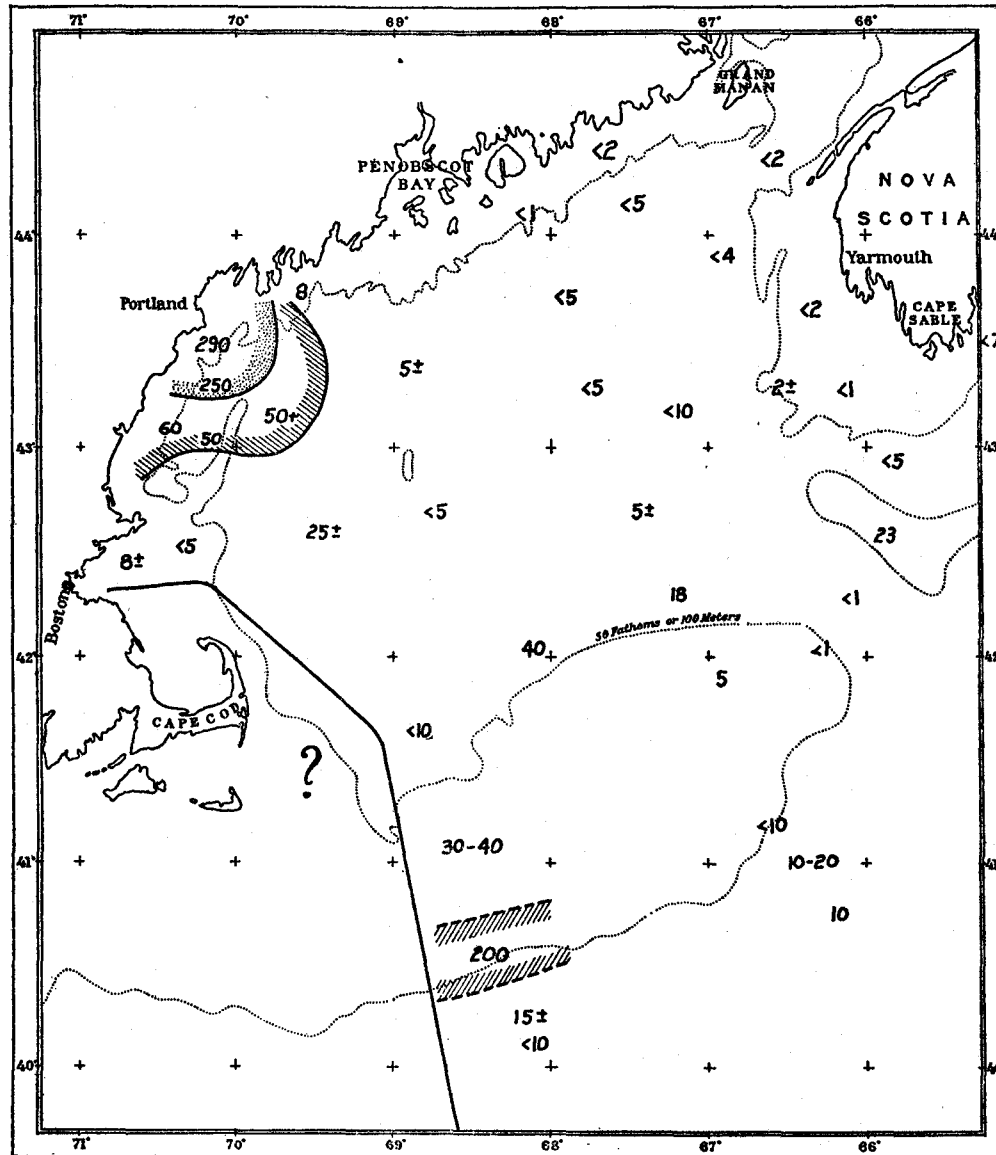 71° 70° 69° 68° 67° 66°
GRAND
MANAN
<2
<2
PENOBSCOT
BAY
NOVA
<5
<1
SCOTIA
44° 44
<4
Yarmouth
8
<5
Portland
<2
CAPE
SABLE
290
5±
250
<5
2±
<1
<10
50+
60
50
43° 43
<5
<5
5±
25±
23
<5
8±
18
<1
Boston
50 Fathoms or 100 Meters
40
<1
42° 42
5
CAPE COD
<10
?
<10
30-40
10-20
41° 41
10
200
15±
<10
40° 40
71° 70° 69° 68° 67° 66°